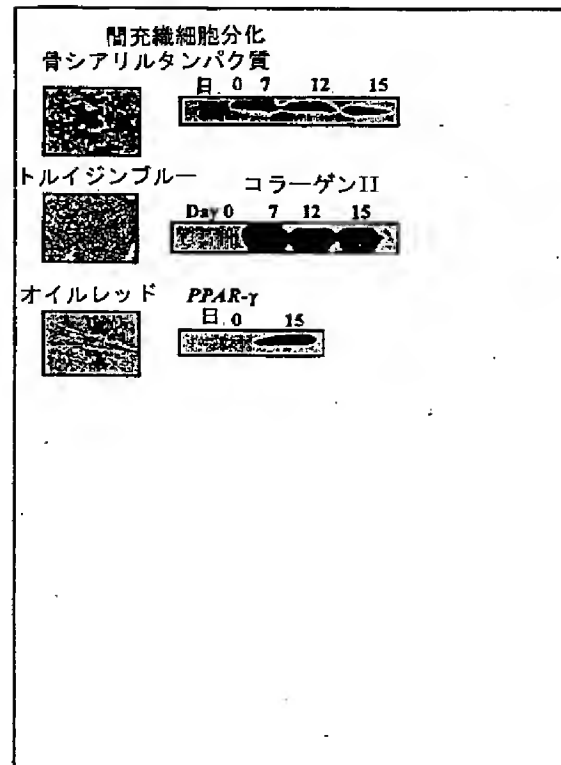 間充織細胞分化
骨シアリルタンパク質
日 0 7 12 15
トルイジンブルー
コラーゲンII
Day 0 7 12 15
オイルレッド
PPAR-γ
日 0 15